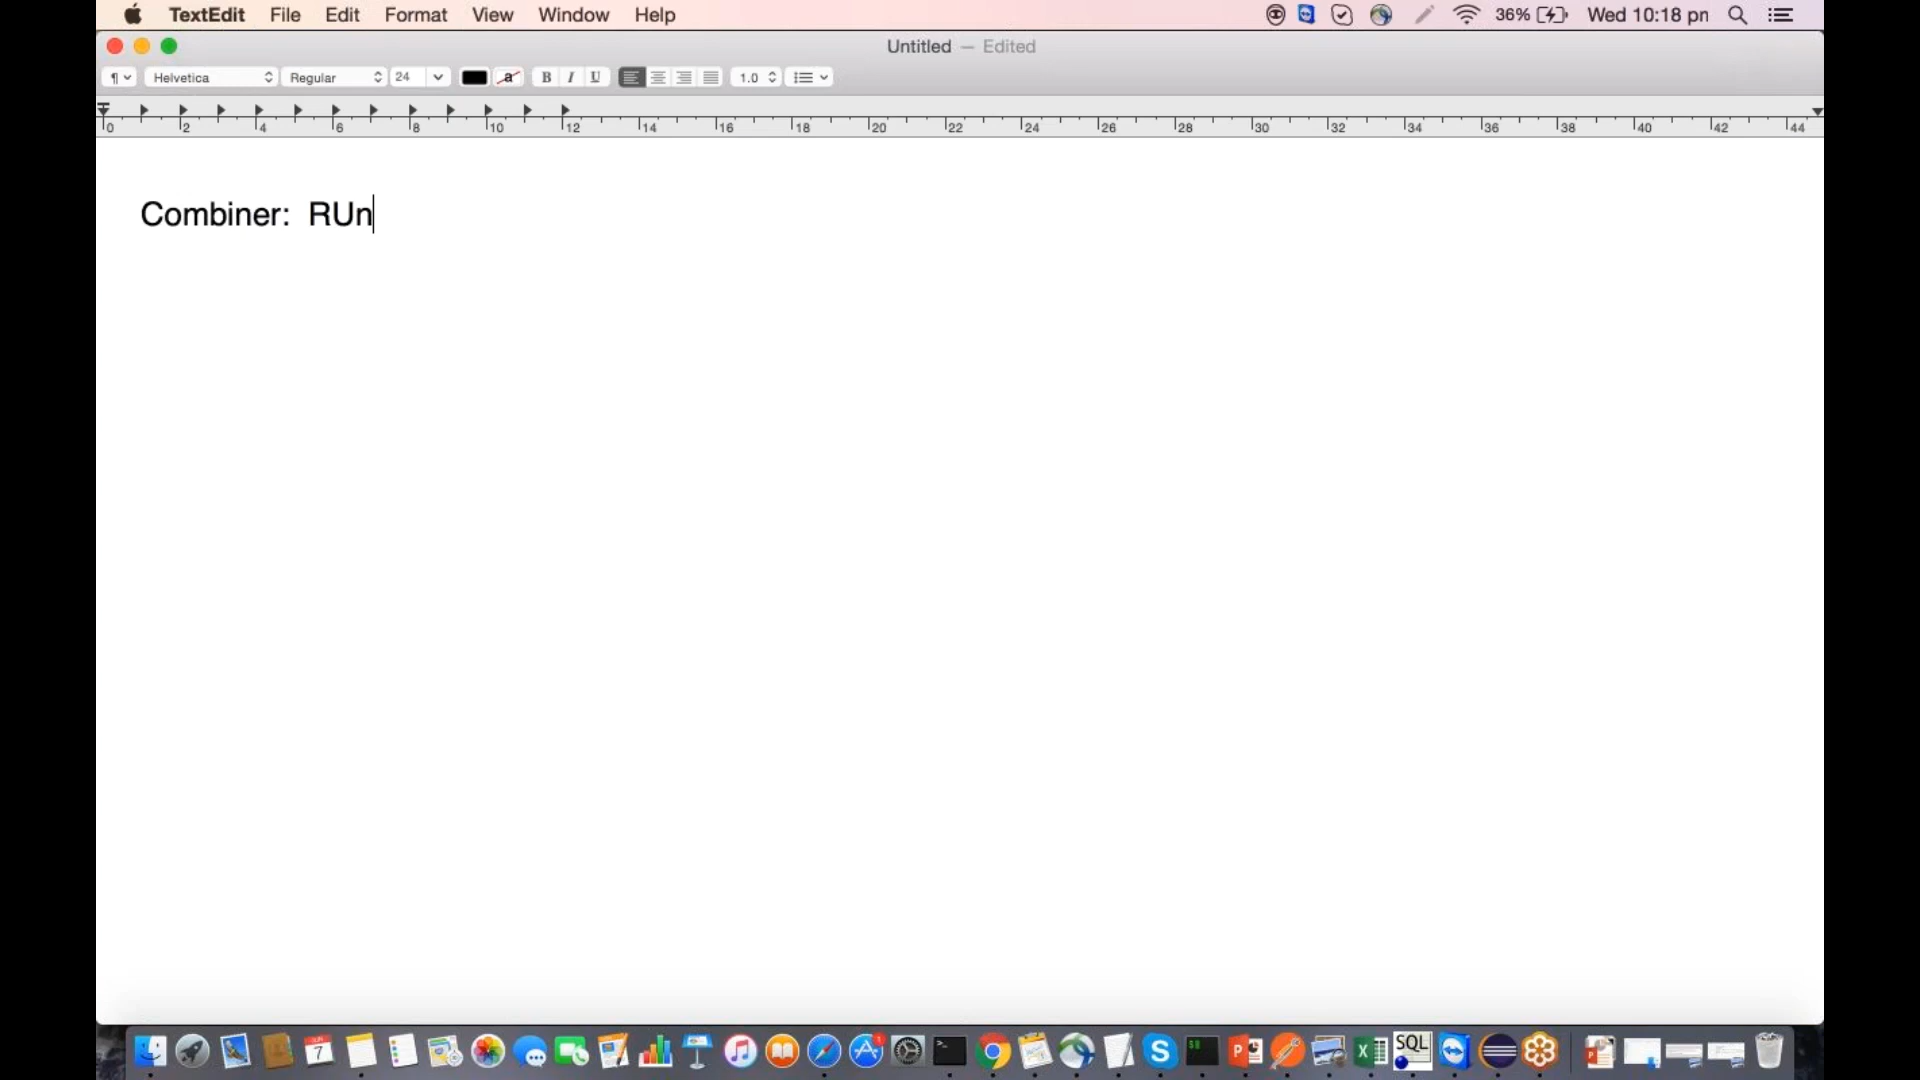 TextEdit File Edit Format View Window Help 36% Wed 10:18 pn
Untitled — Edited
¶ Helvetica Regular 24 a B I U 1.0
0 2 4 6 8 10 12 14 16 18 20 22 24 26 28 30 32 34 36 38 40 42 44
Combiner:  RUn
7 S P X SQL P